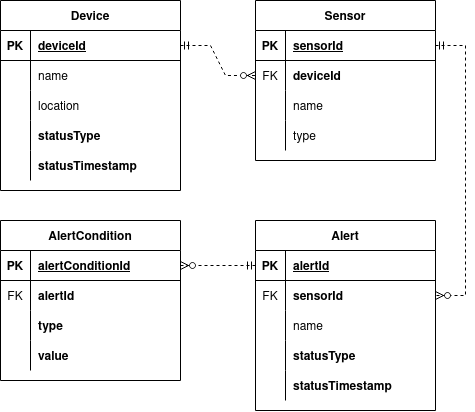 Device
PK deviceId
name
location
statusType
statusTimestamp
Sensor
PK sensorId
FK deviceId
name
type
AlertCondition
PK alertConditionId
FK alertId
type
value
Alert
PK alertId
FK sensorId
name
statusType
statusTimestamp